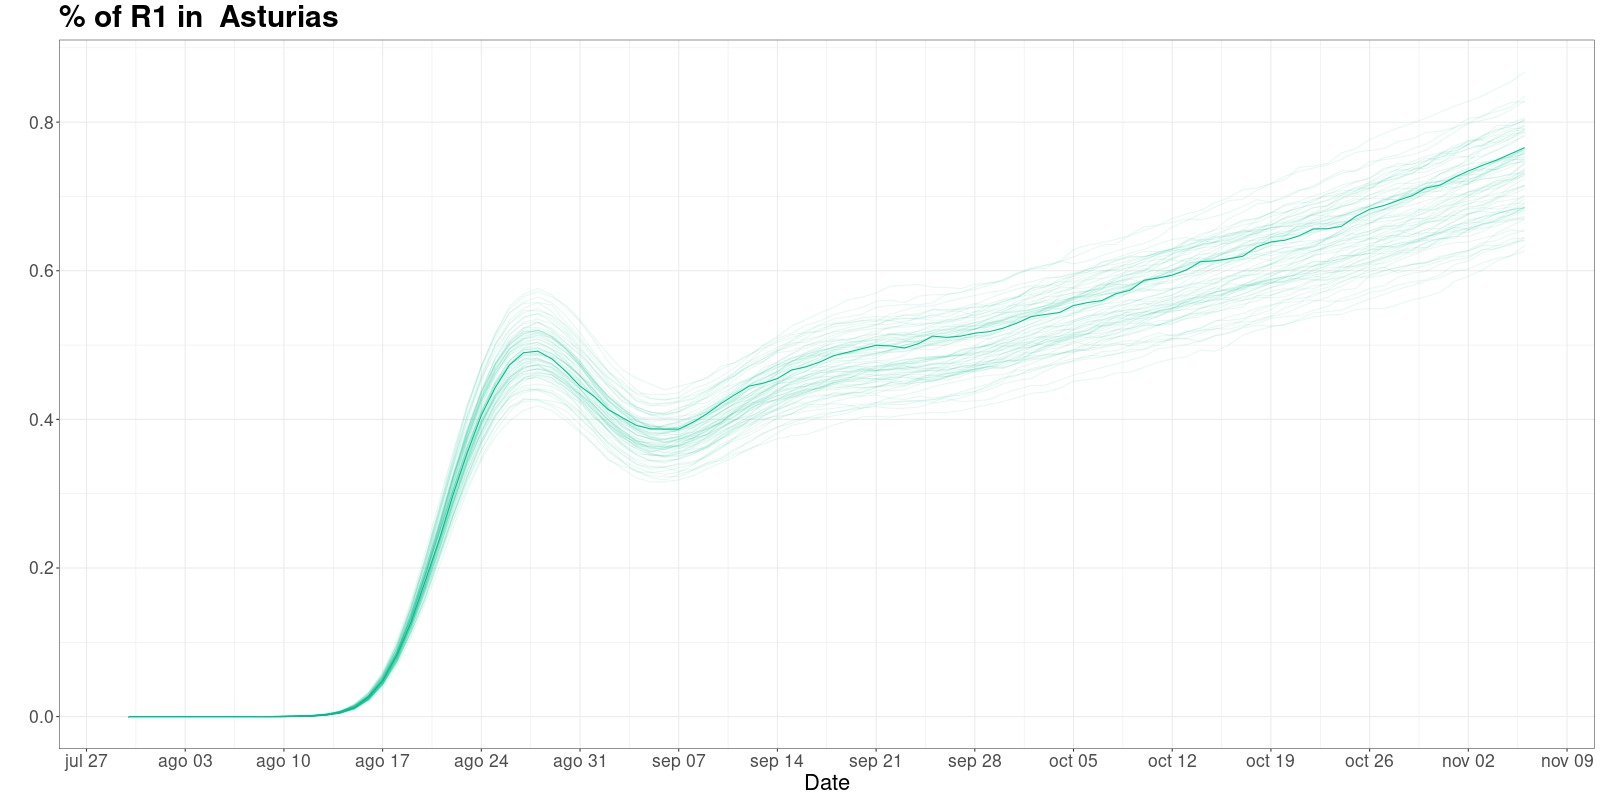 % of R1 in  Asturias
0.8
0.6
0.4
0.2
0.0
jul 27 ago 03 ago 10 ago 17 ago 24 ago 31 sep 07 sep 14 sep 21 sep 28 oct 05 oct 12 oct 19 oct 26 nov 02 nov 09
Date